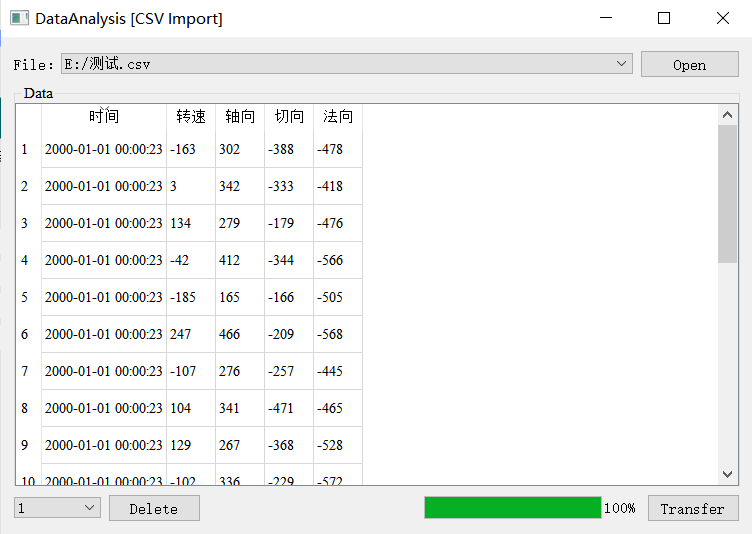 DataAnalysis [CSV Import]
File: E:/测试.csv Open
Data
时间 转速 轴向 切向 法向
1 2000-01-01 00:00:23 -163 302 -388 -478
2 2000-01-01 00:00:23 3 342 -333 -418
3 2000-01-01 00:00:23 134 279 -179 -476
4 2000-01-01 00:00:23 -42 412 -344 -566
5 2000-01-01 00:00:23 -185 165 -166 -505
6 2000-01-01 00:00:23 247 466 -209 -568
7 2000-01-01 00:00:23 -107 276 -257 -445
8 2000-01-01 00:00:23 104 341 -471 -465
9 2000-01-01 00:00:23 129 267 -368 -528
10 2000-01-01 00:00:23 -102 336 -229 -572
1 Delete 100% Transfer